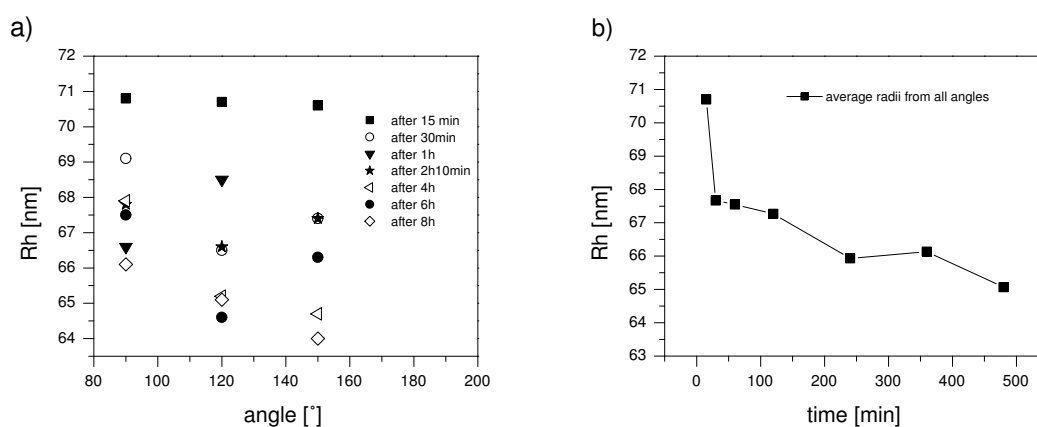 a)
72
71
70
69
68
67
66
65
64
Rh [nm]
80 100 120 140 160 180 200
angle [°]
after 15 min
after 30min
after 1h
after 2h10min
after 4h
after 6h
after 8h
b)
72
71
70
69
68
67
66
65
64
63
Rh [nm]
0 100 200 300 400 500
time [min]
average radii from all angles